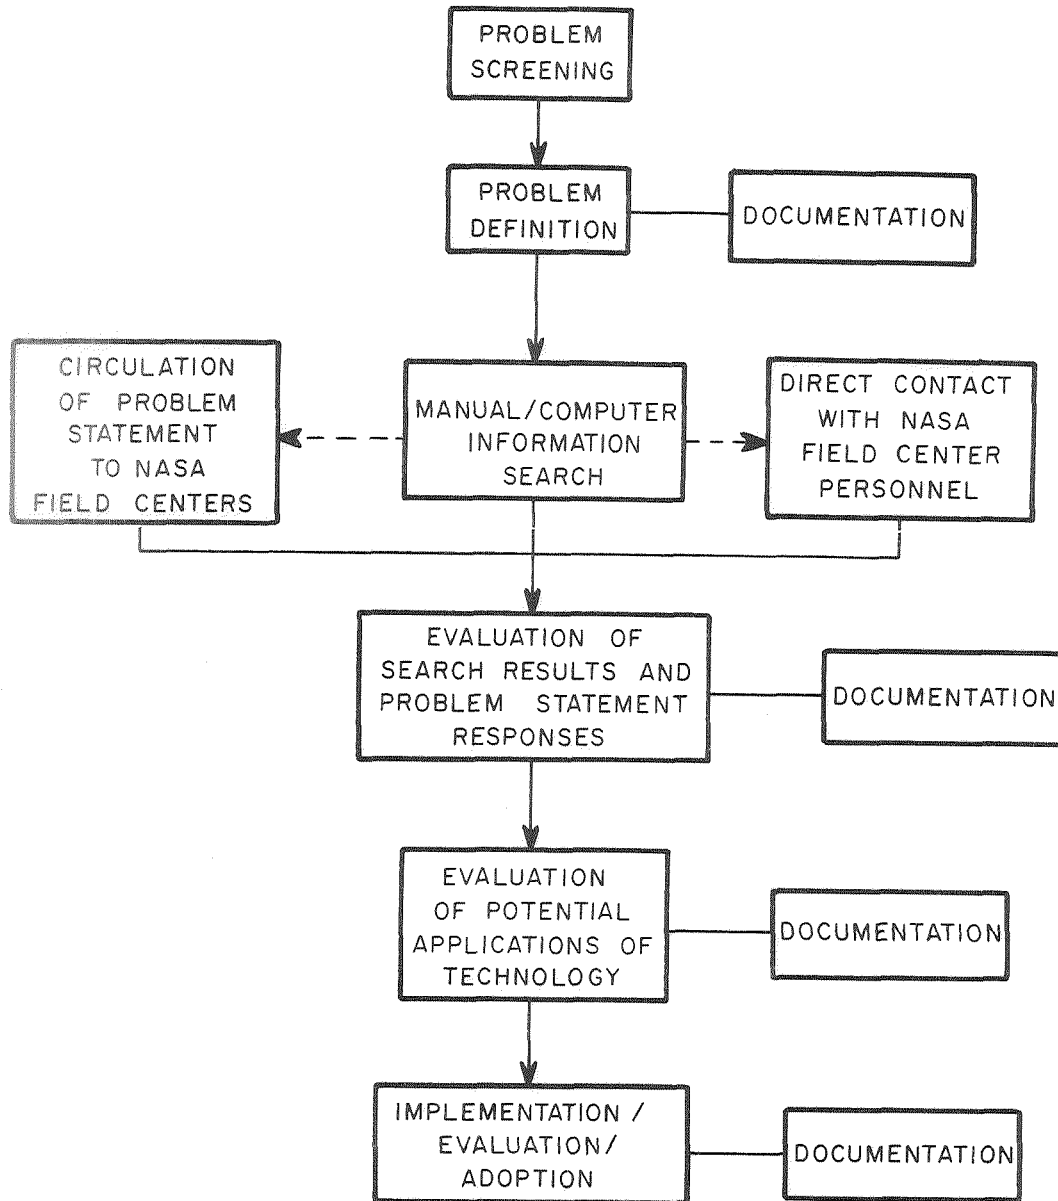 PROBLEM
SCREENING
PROBLEM
DEFINITION
DOCUMENTATION
CIRCULATION
OF PROBLEM
STATEMENT
TO NASA
FIELD CENTERS
MANUAL/COMPUTER
INFORMATION
SEARCH
DIRECT CONTACT
WITH NASA
FIELD CENTER
PERSONNEL
EVALUATION OF
SEARCH RESULTS AND
PROBLEM STATEMENT
RESPONSES
DOCUMENTATION
EVALUATION
OF POTENTIAL
APPLICATIONS OF
TECHNOLOGY
DOCUMENTATION
IMPLEMENTATION /
EVALUATION/
ADOPTION
DOCUMENTATION